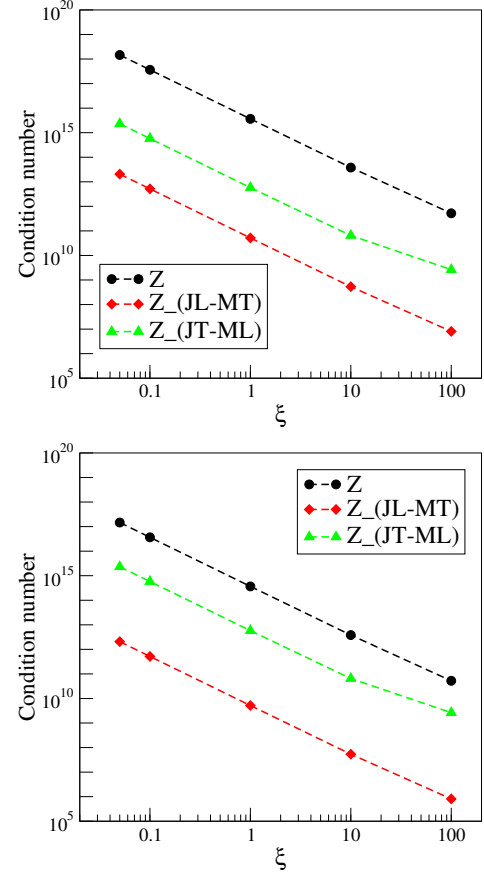 10^20
10^15
10^10
10^5
Condition number
Z
Z_(JL-MT)
Z_(JT-ML)
0.1 1 10 100
ξ
10^20
10^15
10^10
10^5
Condition number
Z
Z_(JL-MT)
Z_(JT-ML)
0.1 1 10 100
ξ